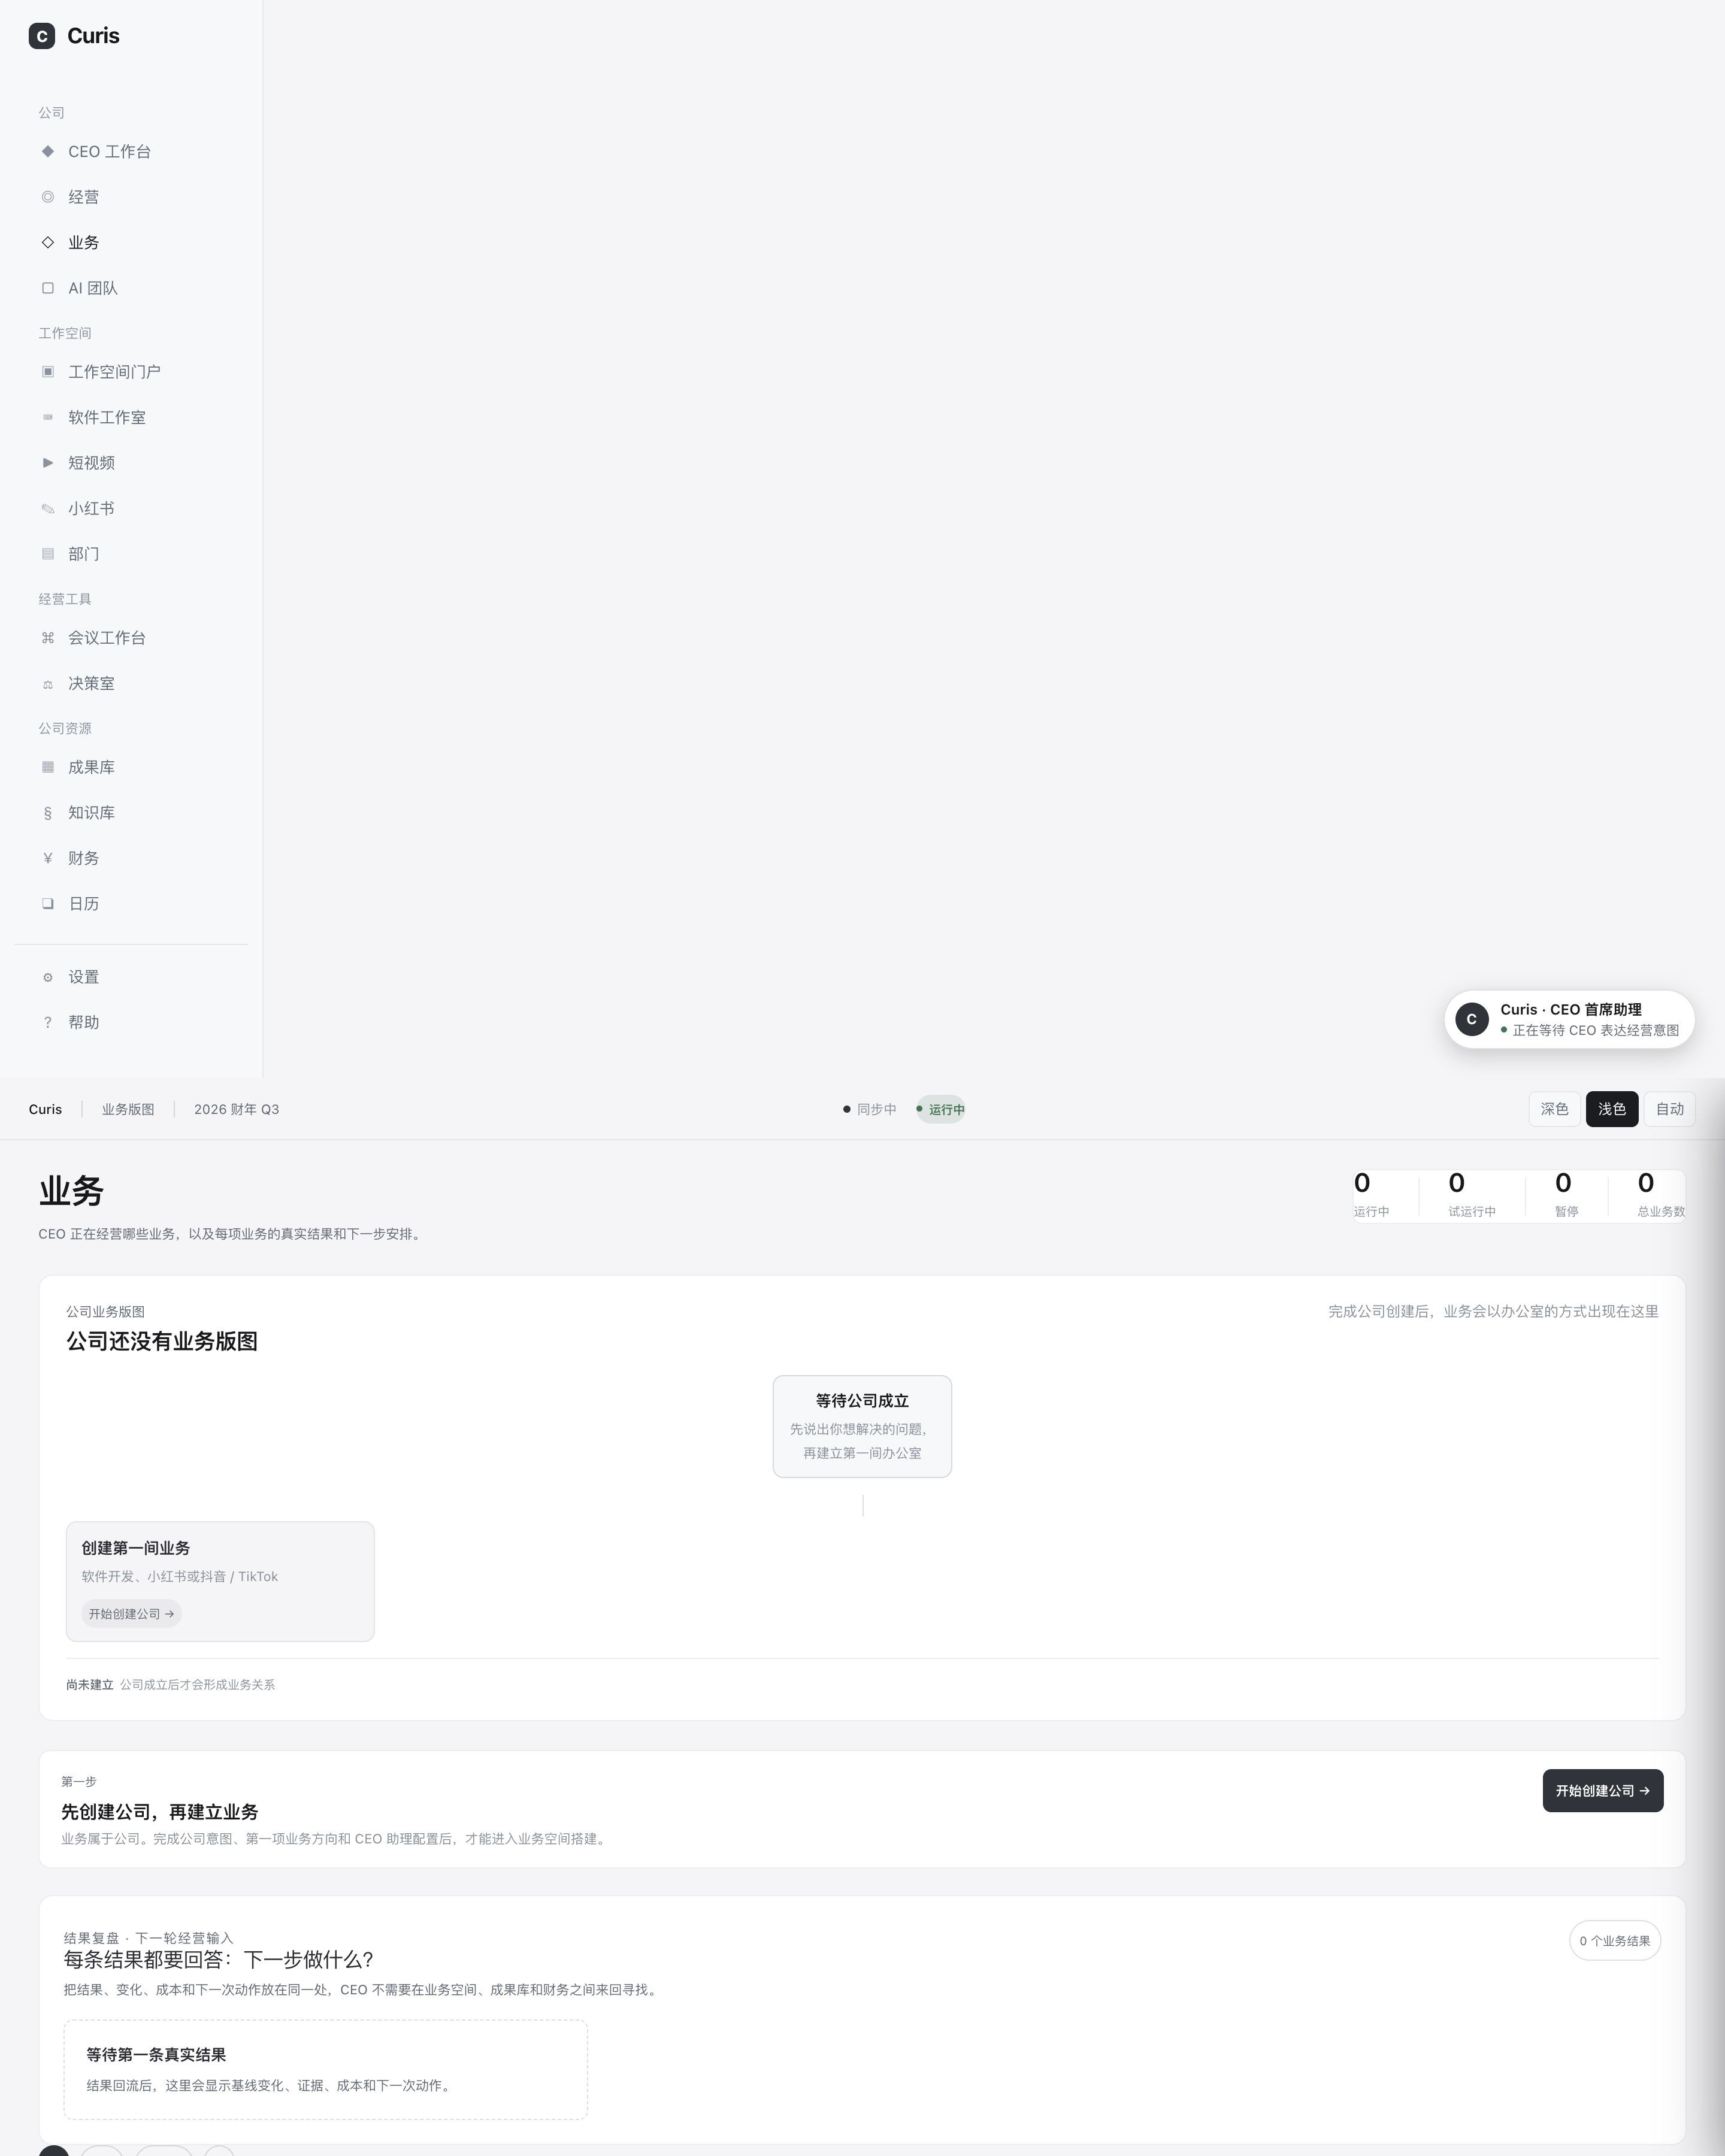 C Curis
公司
CEO 工作台
经营
业务
AI 团队
工作空间
工作空间门户
软件工作室
短视频
小红书
部门
经营工具
⌘ 会议工作台
决策室
公司资源
成果库
§ 知识库
¥ 财务
日历
设置
? 帮助
C
Curis · CEO 首席助理
正在等待 CEO 表达经营意图
Curis 业务版图 2026 财年 Q3
同步中 运行中
深色 浅色 自动
业务
CEO 正在经营哪些业务，以及每项业务的真实结果和下一步安排。
0 0 0 0
运行中 试运行中 暂停 总业务数
公司业务版图
公司还没有业务版图
完成公司创建后，业务会以办公室的方式出现在这里
等待公司成立
先说出你想解决的问题，
再建立第一间办公室
创建第一间业务
软件开发、小红书或抖音 / TikTok
开始创建公司 →
尚未建立 公司成立后才会形成业务关系
第一步
先创建公司，再建立业务
业务属于公司。完成公司意图、第一项业务方向和 CEO 助理配置后，才能进入业务空间搭建。
开始创建公司 →
结果复盘 · 下一轮经营输入
每条结果都要回答：下一步做什么？
把结果、变化、成本和下一次动作放在同一处，CEO 不需要在业务空间、成果库和财务之间来回寻找。
0 个业务结果
等待第一条真实结果
结果回流后，这里会显示基线变化、证据、成本和下一次动作。